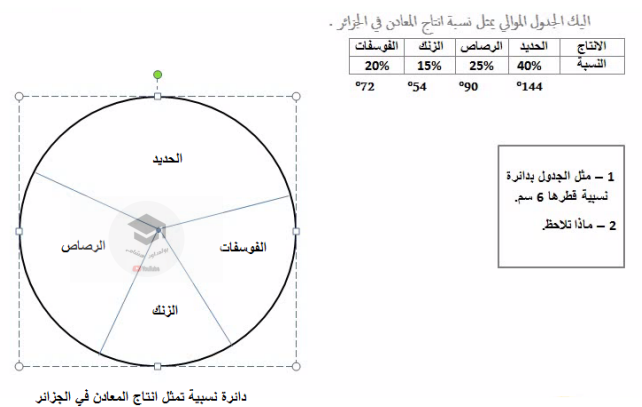 اليك الجدول الموالي يمثل نسبة انتاج المعادن في الجزائر .
الانتاج الحديد الرصاص الزنك الفوسفات
النسبة 40% 25% 15% 20%
°144 °90 °54 °72
1 – مثل الجدول بدائرة
نسبية قطرها 6 سم.
2 – ماذا تلاحظ.
الحديد
الرصاص
الفوسفات
الزنك
دائرة نسبية تمثل انتاج المعادن في الجزائر